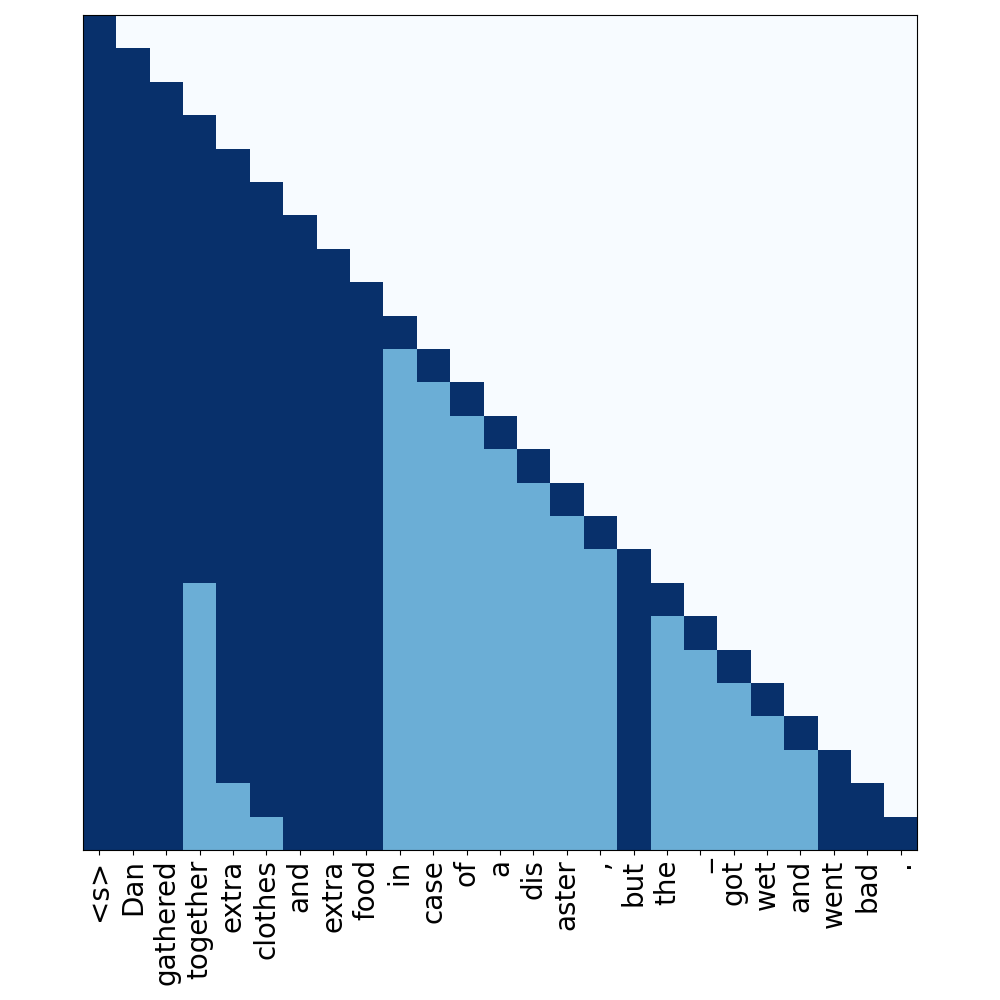 <s> Dan gathered together extra clothes and extra food in case of a dis aster , but the _ got wet and went bad .